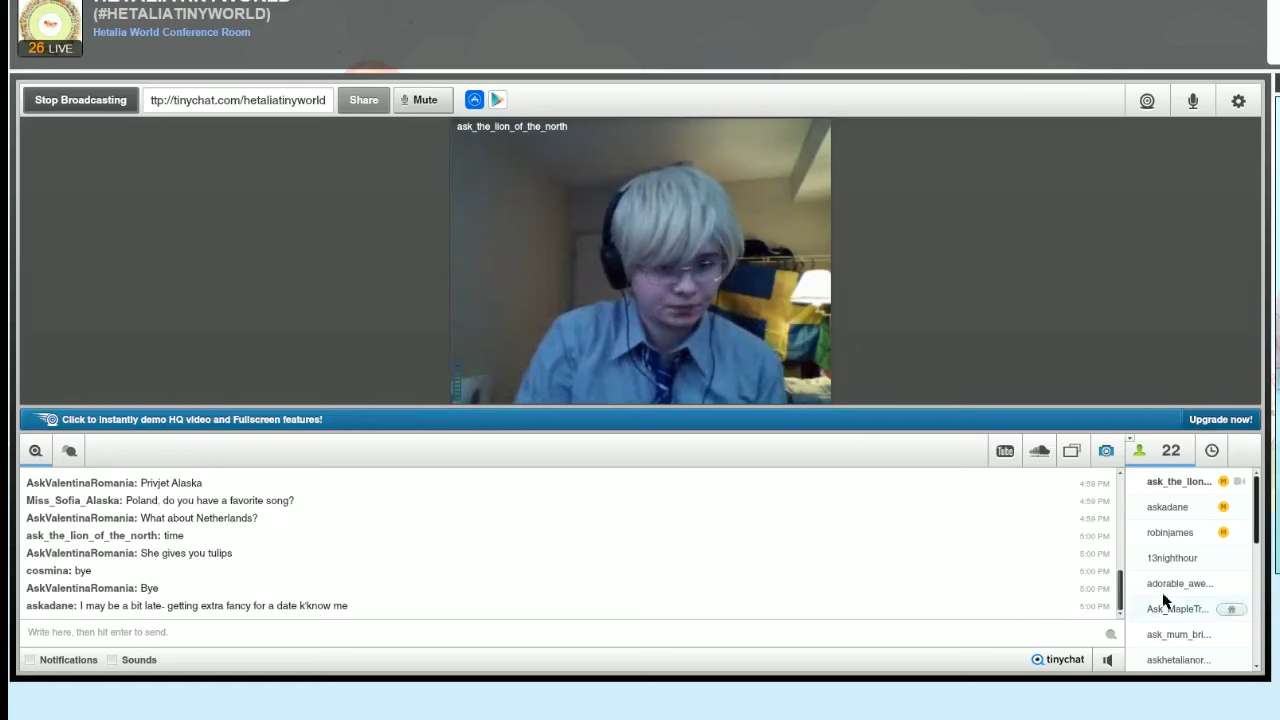 HETALIATINYWORLD
(#HETALIATINYWORLD)
Hetalia World Conference Room
26 LIVE
Stop Broadcasting
ttp://tinychat.com/hetaliatinyworld
Share
Mute
ask_the_lion_of_the_north
Click to instantly demo HQ video and Fullscreen features!
Upgrade now!
You Tube
22
AskValentinaRomania: Privjet Alaska 4:59 PM
Miss_Sofia_Alaska: Poland, do you have a favorite song? 4:59 PM
AskValentinaRomania: What about Netherlands? 4:59 PM
ask_the_lion_of_the_north: time 5:00 PM
AskValentinaRomania: She gives you tulips 5:00 PM
cosmina: bye 5:00 PM
AskValentinaRomania: Bye 5:00 PM
askadane: I may be a bit late- getting extra fancy for a date k'know me 5:00 PM
Write here, then hit enter to send.
Notifications
Sounds
tinychat
ask_the_lion... M
askadane M
robinjames M
13nighthour
adorable_awe...
Ask_MapleTr...
ask_mum_bri...
askhetalianor...